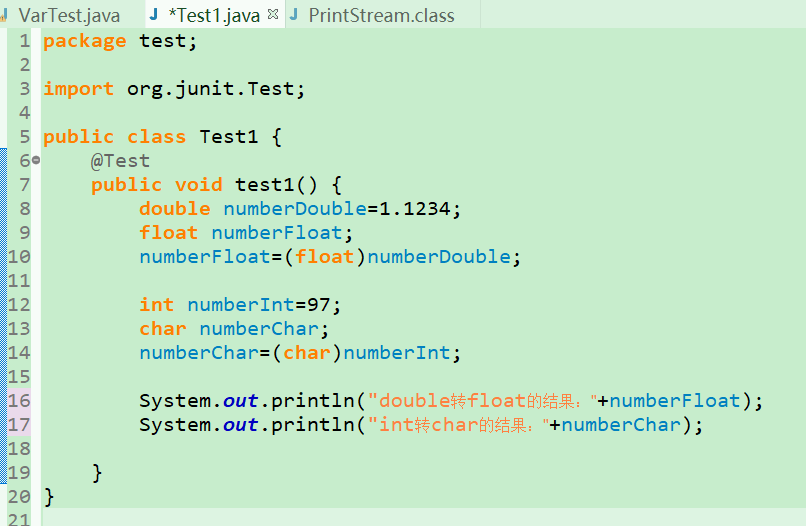 VarTest.java *Test1.java PrintStream.class
1 package test;
2
3 import org.junit.Test;
4
5 public class Test1 {
6 @Test
7 public void test1() {
8 double numberDouble=1.1234;
9 float numberFloat;
10 numberFloat=(float)numberDouble;
11
12 int numberInt=97;
13 char numberChar;
14 numberChar=(char)numberInt;
15
16 System.out.println("double转float的结果："+numberFloat);
17 System.out.println("int转char的结果："+numberChar);
18
19 }
20 }
21